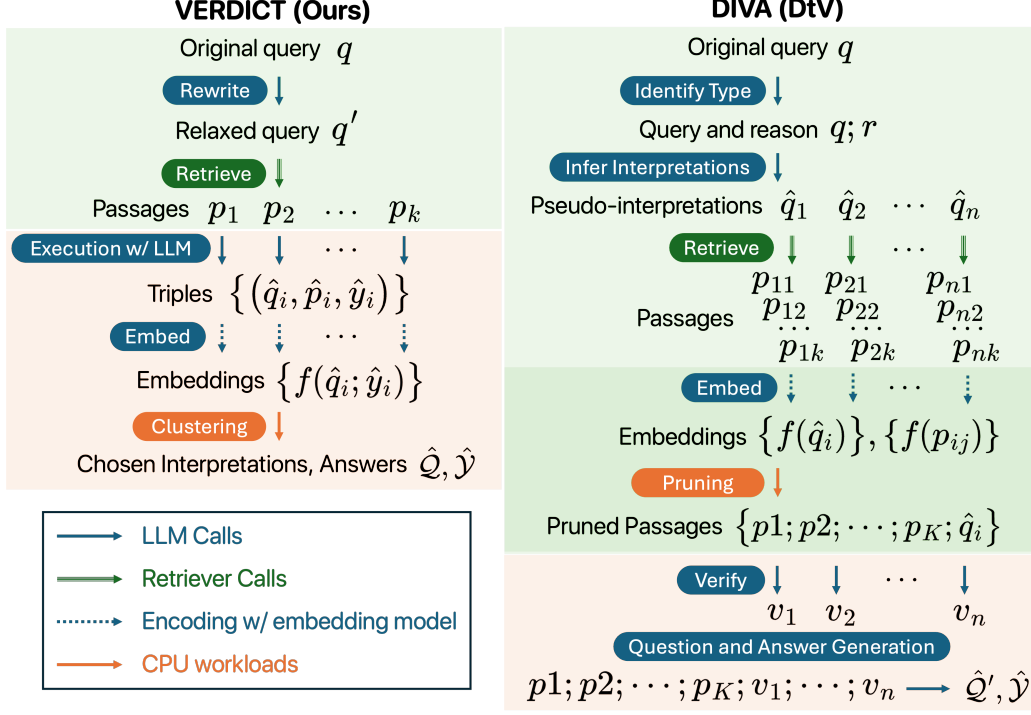 VERDICT (Ours)
Original query q
Rewrite
Relaxed query q′
Retrieve
Passages p₁ p₂ ⋯ pₖ
Execution w/ LLM ⋯
Triples {(q̂ᵢ, p̂ᵢ, ŷᵢ)}
Embed ⋯
Embeddings {f(q̂ᵢ; ŷᵢ)}
Clustering
Chosen Interpretations, Answers 𝒬̂, 𝒴̂
LLM Calls
Retriever Calls
Encoding w/ embedding model
CPU workloads
DIVA (DtV)
Original query q
Identify Type
Query and reason q; r
Infer Interpretations
Pseudo-interpretations q̂₁ q̂₂ ⋯ q̂ₙ
Retrieve ⋯
p₁₁ p₂₁ pₙ₁
Passages p₁₂ p₂₂ pₙ₂
⋯ ⋯ ⋯
p₁ₖ p₂ₖ pₙₖ
Embed ⋯
Embeddings {f(q̂ᵢ)}, {f(pᵢⱼ)}
Pruning
Pruned Passages {p1; p2; ⋯ ; p_K; q̂ᵢ}
Verify ⋯
v₁ v₂ vₙ
Question and Answer Generation
p1; p2; ⋯ ; p_K; v₁; ⋯ ; vₙ ⟶ 𝒬̂′, 𝒴̂